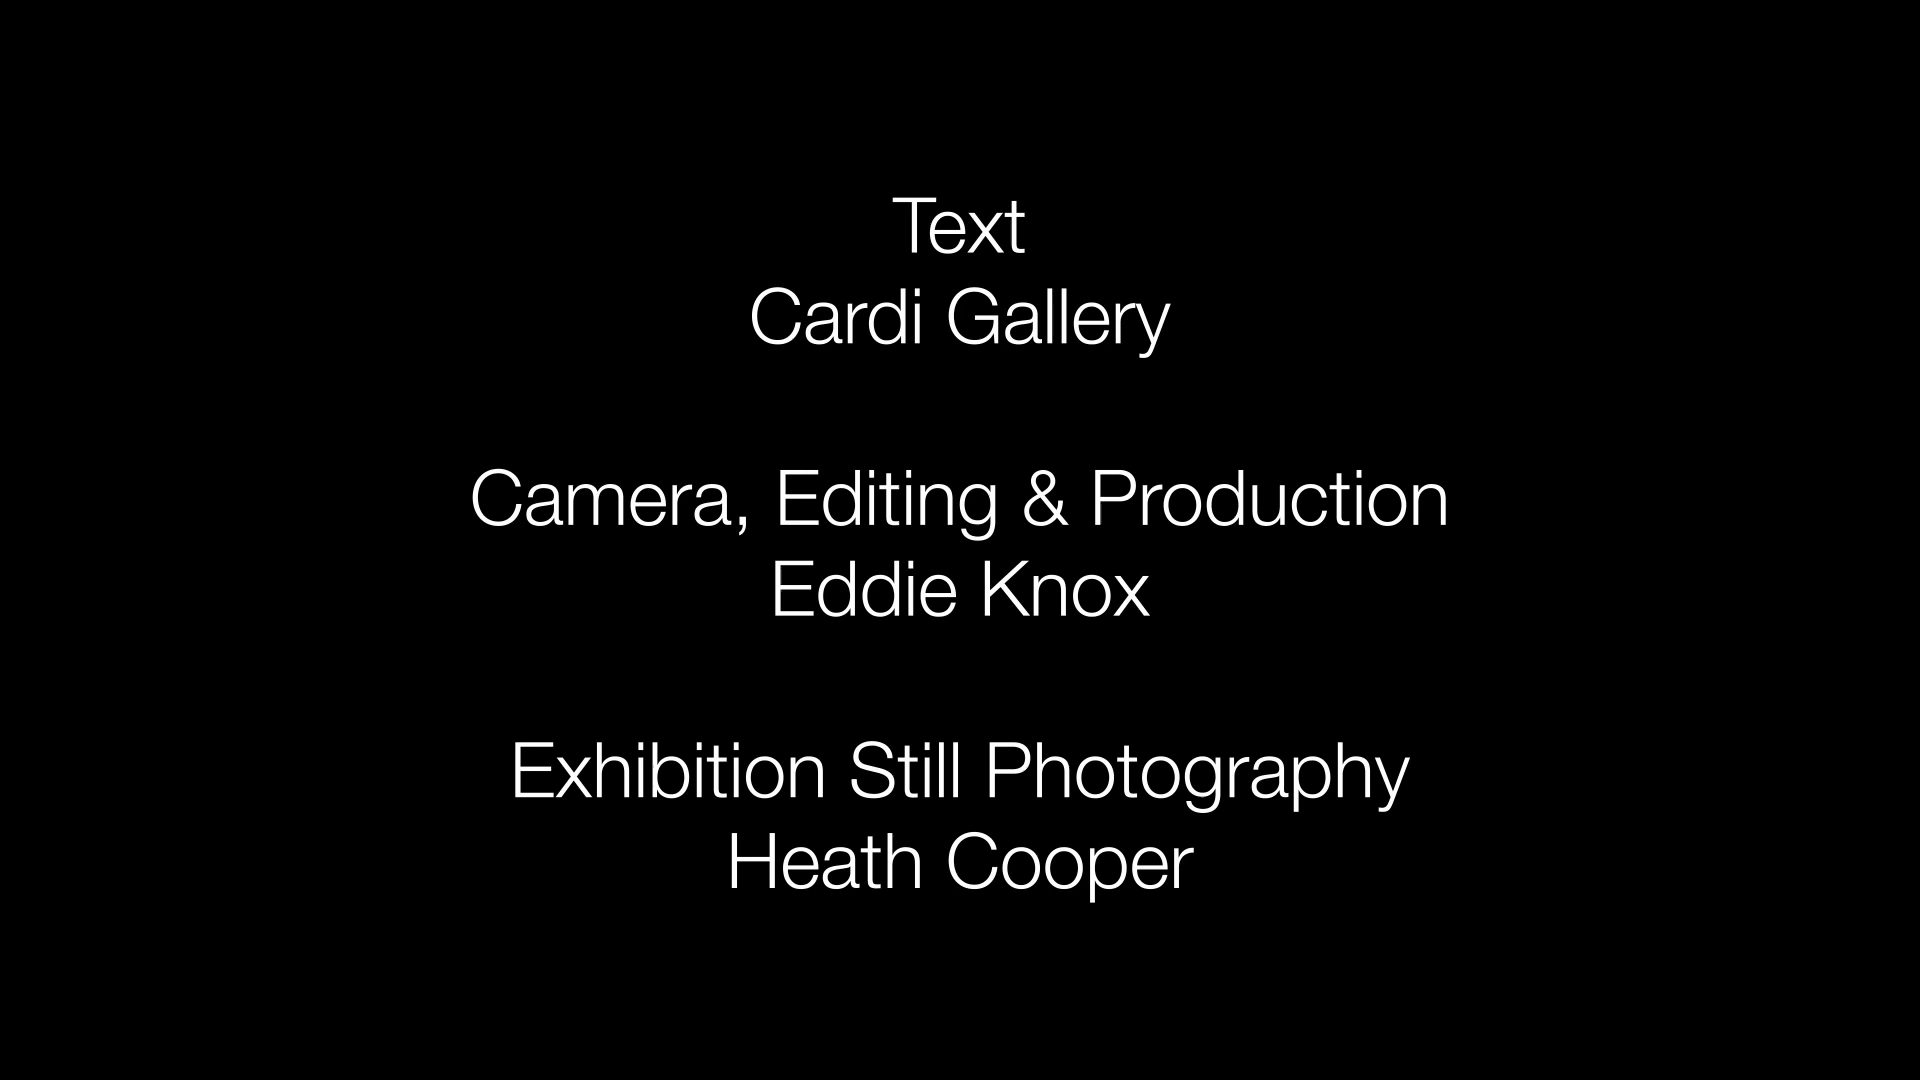 Text
Cardi Gallery
Camera, Editing & Production
Eddie Knox
Exhibition Still Photography
Heath Cooper